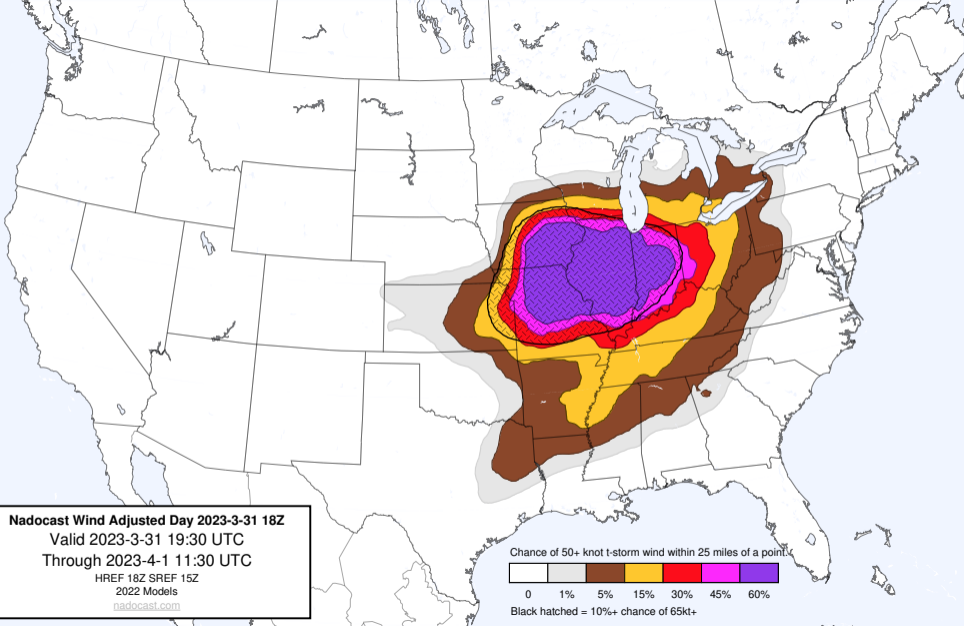 Nadocast Wind Adjusted Day 2023-3-31 18Z
Valid 2023-3-31 19:30 UTC
Through 2023-4-1 11:30 UTC
HREF 18Z SREF 15Z
2022 Models
nadocast.com
Chance of 50+ knot t-storm wind within 25 miles of a point.
0 1% 5% 15% 30% 45% 60%
Black hatched = 10%+ chance of 65kt+